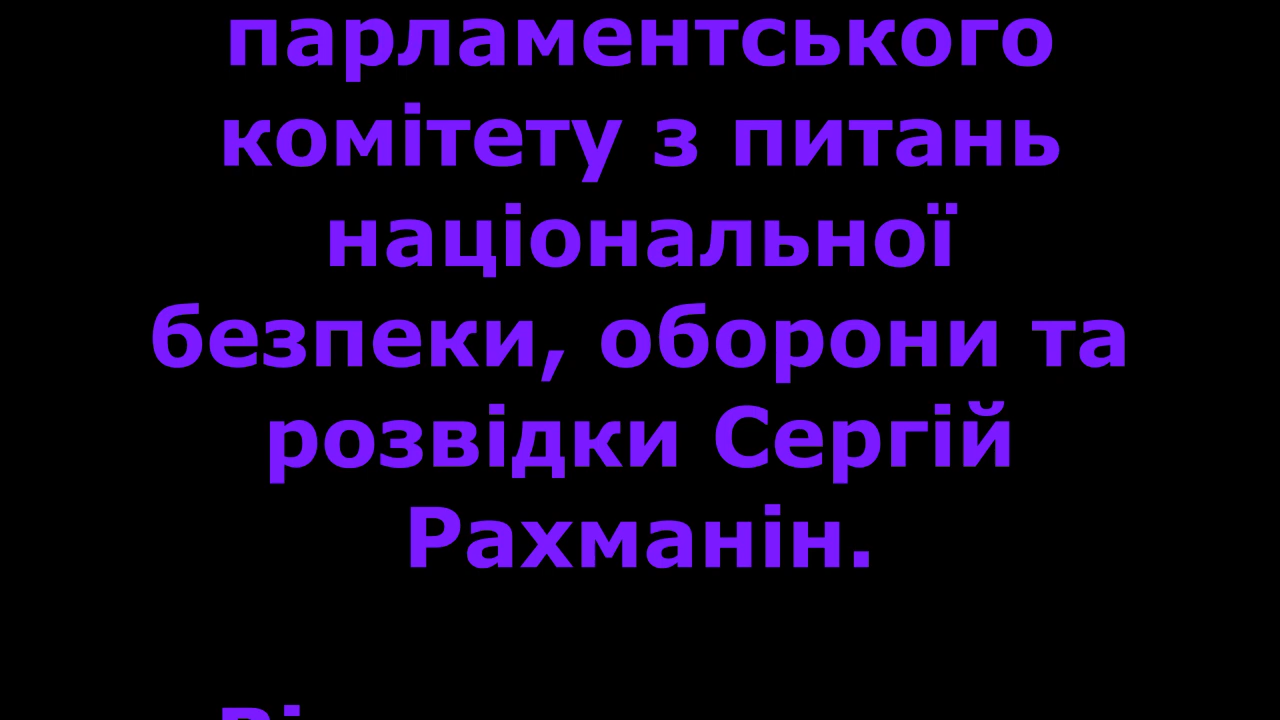 парламентського
комітету з питань
національної
безпеки, оборони та
розвідки Сергій
Рахманін.